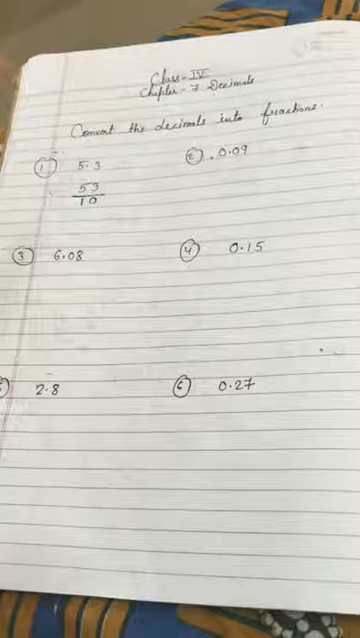 Class - IV
Chapter - 7 Decimals
Convert the decimals into fractions.
① 5.3
53
10
② 0.09
③ 6.08
④ 0.15
2.8
⑥ 0.27